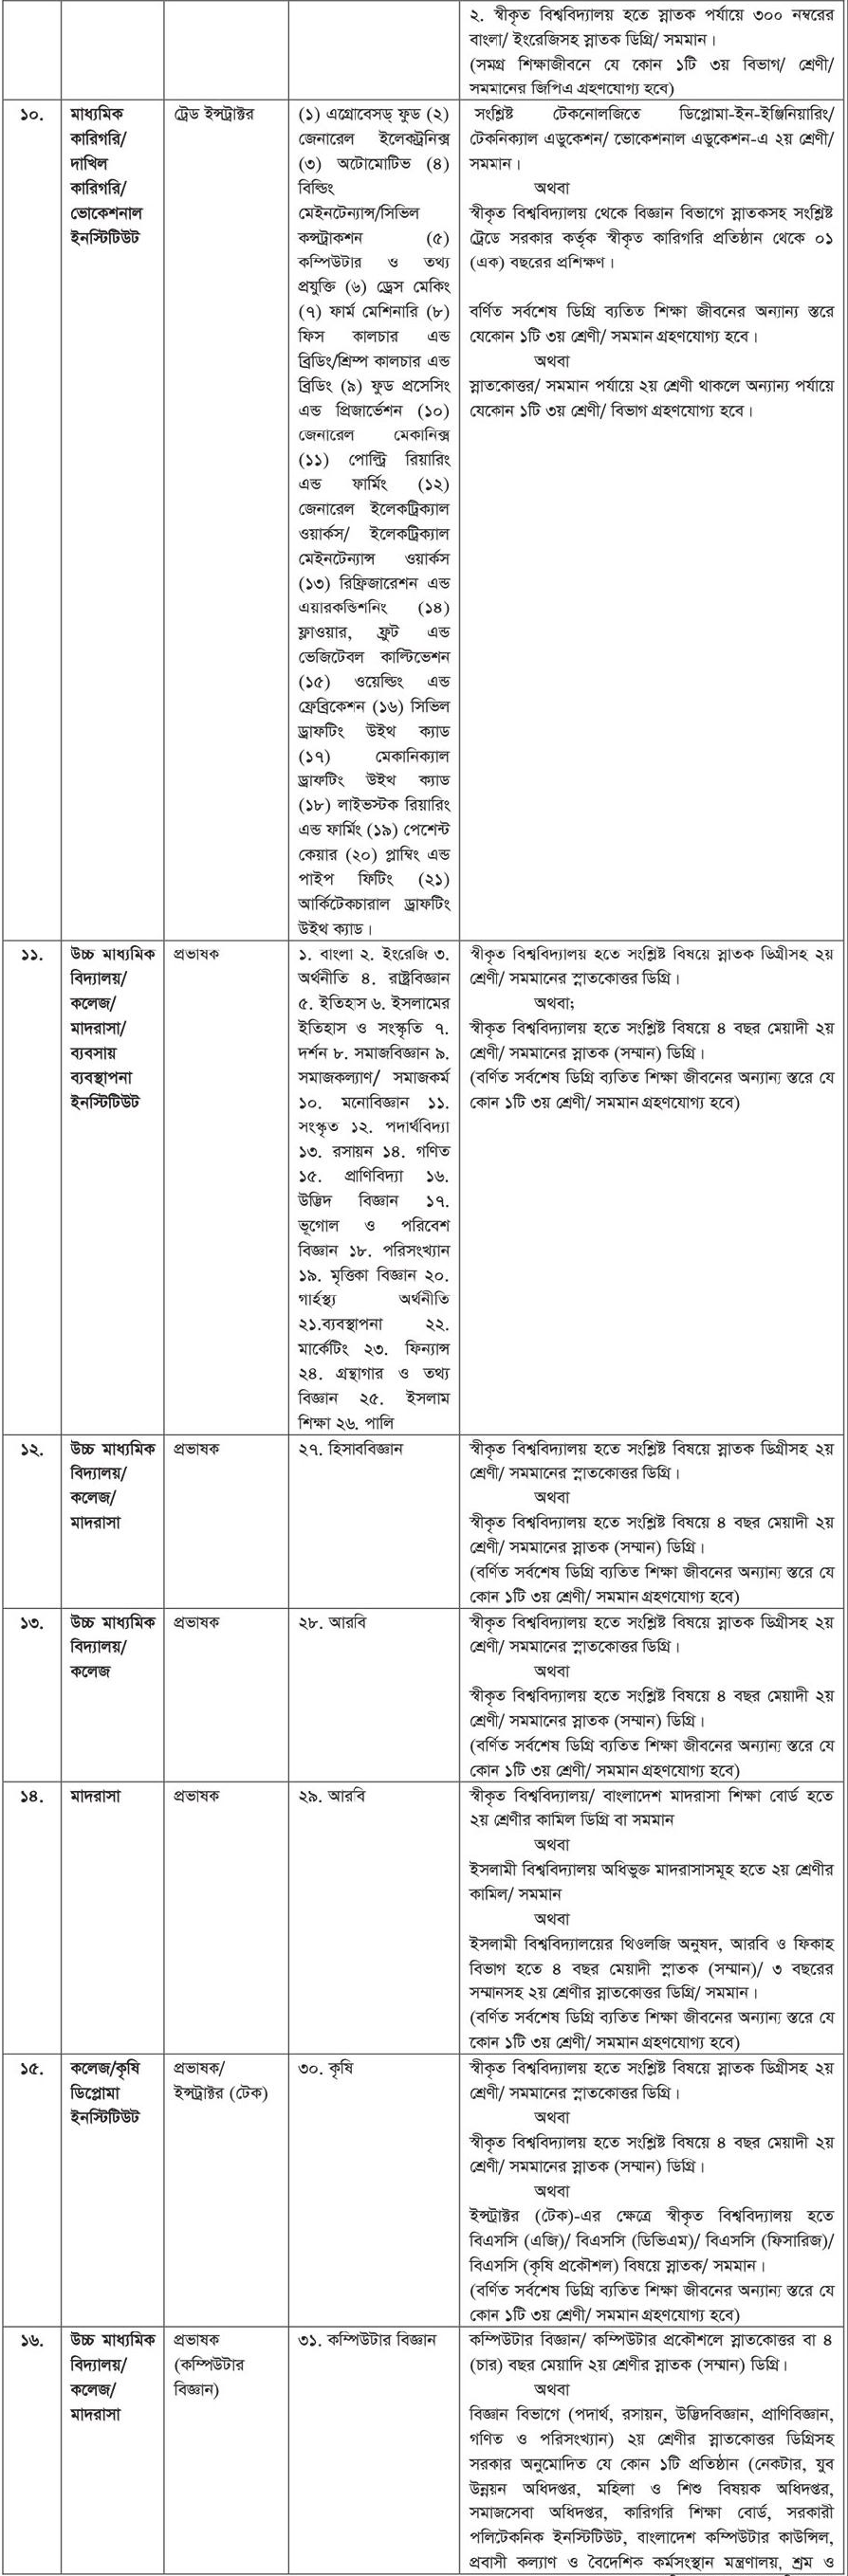 ২. স্বীকৃত বিশ্ববিদ্যালয় হতে স্নাতক পর্যায়ে ৩০০ নম্বরের
বাংলা/ ইংরেজিসহ স্নাতক ডিগ্রি/ সমমান।
(সমগ্র শিক্ষাজীবনে যে কোন ১টি ৩য় বিভাগ/ শ্রেণী/
সমমানের জিপিএ গ্রহণযোগ্য হবে)
১০.
মাধ্যমিক
কারিগরি/
দাখিল
কারিগরি/
ভোকেশনাল
ইনস্টিটিউট
ট্রেড ইন্সট্রাক্টর
(১) এগ্রোবেসড্ ফুড (২)
জেনারেল ইলেকট্রনিক্স
(৩) অটোমোটিভ (৪)
বিল্ডিং
মেইনটেন্যান্স/সিভিল
কন্সট্রাকশন (৫)
কম্পিউটার ও তথ্য
প্রযুক্তি (৬) ড্রেস মেকিং
(৭) ফার্ম মেশিনারি (৮)
ফিস কালচার এন্ড
ব্রিডিং/শ্রিম্প কালচার এন্ড
ব্রিডিং (৯) ফুড প্রসেসিং
এন্ড প্রিজার্ভেশন (১০)
জেনারেল মেকানিক্স
(১১) পোল্ট্রি রিয়ারিং
এন্ড ফার্মিং (১২)
জেনারেল ইলেকট্রিক্যাল
ওয়ার্কস/ ইলেকট্রিক্যাল
মেইনটেন্যান্স ওয়ার্কস
(১৩) রিফ্রিজারেশন এন্ড
এয়ারকন্ডিশনিং (১৪)
ফ্লাওয়ার, ফ্রুট এন্ড
ভেজিটেবল কাল্টিভেশন
(১৫) ওয়েল্ডিং এন্ড
ফ্রেব্রিকেশন (১৬) সিভিল
ড্রাফটিং উইথ ক্যাড
(১৭) মেকানিক্যাল
ড্রাফটিং উইথ ক্যাড
(১৮) লাইভস্টক রিয়ারিং
এন্ড ফার্মিং (১৯) পেশেন্ট
কেয়ার (২০) প্লাম্বিং এন্ড
পাইপ ফিটিং (২১)
আর্কিটেকচারাল ড্রাফটিং
উইথ ক্যাড।
সংশ্লিষ্ট টেকনোলজিতে ডিপ্লোমা-ইন-ইঞ্জিনিয়ারিং/
টেকনিক্যাল এডুকেশন/ ভোকেশনাল এডুকেশন-এ ২য় শ্রেণী/
সমমান।
অথবা
স্বীকৃত বিশ্ববিদ্যালয় থেকে বিজ্ঞান বিভাগে স্নাতকসহ সংশ্লিষ্ট
ট্রেডে সরকার কর্তৃক স্বীকৃত কারিগরি প্রতিষ্ঠান থেকে ০১
(এক) বছরের প্রশিক্ষণ।
বর্ণিত সর্বশেষ ডিগ্রি ব্যতিত শিক্ষা জীবনের অন্যান্য স্তরে
যেকোন ১টি ৩য় শ্রেণী/ সমমান গ্রহণযোগ্য হবে।
অথবা
স্নাতকোত্তর/ সমমান পর্যায়ে ২য় শ্রেণী থাকলে অন্যান্য পর্যায়ে
যেকোন ১টি ৩য় শ্রেণী/ বিভাগ গ্রহণযোগ্য হবে।
১১.
উচ্চ মাধ্যমিক
বিদ্যালয়/
কলেজ/
মাদরাসা/
ব্যবসায়
ব্যবস্থাপনা
ইনস্টিটিউট
প্রভাষক
১. বাংলা ২. ইংরেজি ৩.
অর্থনীতি ৪. রাষ্ট্রবিজ্ঞান
৫. ইতিহাস ৬. ইসলামের
ইতিহাস ও সংস্কৃতি ৭.
দর্শন ৮. সমাজবিজ্ঞান ৯.
সমাজকল্যাণ/ সমাজকর্ম
১০. মনোবিজ্ঞান ১১.
সংস্কৃত ১২. পদার্থবিদ্যা
১৩. রসায়ন ১৪. গণিত
১৫. প্রাণিবিদ্যা ১৬.
উদ্ভিদ বিজ্ঞান ১৭.
ভূগোল ও পরিবেশ
বিজ্ঞান ১৮. পরিসংখ্যান
১৯. মৃত্তিকা বিজ্ঞান ২০.
গার্হস্থ্য অর্থনীতি
২১.ব্যবস্থাপনা ২২.
মার্কেটিং ২৩. ফিন্যান্স
২৪. গ্রন্থাগার ও তথ্য
বিজ্ঞান ২৫. ইসলাম
শিক্ষা ২৬. পালি
স্বীকৃত বিশ্ববিদ্যালয় হতে সংশ্লিষ্ট বিষয়ে স্নাতক ডিগ্রীসহ ২য়
শ্রেণী/ সমমানের স্নাতকোত্তর ডিগ্রি।
অথবা;
স্বীকৃত বিশ্ববিদ্যালয় হতে সংশ্লিষ্ট বিষয়ে ৪ বছর মেয়াদী ২য়
শ্রেণী/ সমমানের স্নাতক (সম্মান) ডিগ্রি।
(বর্ণিত সর্বশেষ ডিগ্রি ব্যতিত শিক্ষা জীবনের অন্যান্য স্তরে যে
কোন ১টি ৩য় শ্রেণী/ সমমান গ্রহণযোগ্য হবে)
১২.
উচ্চ মাধ্যমিক
বিদ্যালয়/
কলেজ/
মাদরাসা
প্রভাষক
২৭. হিসাববিজ্ঞান
স্বীকৃত বিশ্ববিদ্যালয় হতে সংশ্লিষ্ট বিষয়ে স্নাতক ডিগ্রীসহ ২য়
শ্রেণী/ সমমানের স্নাতকোত্তর ডিগ্রি।
অথবা
স্বীকৃত বিশ্ববিদ্যালয় হতে সংশ্লিষ্ট বিষয়ে ৪ বছর মেয়াদী ২য়
শ্রেণী/ সমমানের স্নাতক (সম্মান) ডিগ্রি।
(বর্ণিত সর্বশেষ ডিগ্রি ব্যতিত শিক্ষা জীবনের অন্যান্য স্তরে যে
কোন ১টি ৩য় শ্রেণী/ সমমান গ্রহণযোগ্য হবে)
১৩.
উচ্চ মাধ্যমিক
বিদ্যালয়/
কলেজ
প্রভাষক
২৮. আরবি
স্বীকৃত বিশ্ববিদ্যালয় হতে সংশ্লিষ্ট বিষয়ে স্নাতক ডিগ্রীসহ ২য়
শ্রেণী/ সমমানের স্নাতকোত্তর ডিগ্রি।
অথবা
স্বীকৃত বিশ্ববিদ্যালয় হতে সংশ্লিষ্ট বিষয়ে ৪ বছর মেয়াদী ২য়
শ্রেণী/ সমমানের স্নাতক (সম্মান) ডিগ্রি।
(বর্ণিত সর্বশেষ ডিগ্রি ব্যতিত শিক্ষা জীবনের অন্যান্য স্তরে যে
কোন ১টি ৩য় শ্রেণী/ সমমান গ্রহণযোগ্য হবে)
১৪.
মাদরাসা
প্রভাষক
২৯. আরবি
স্বীকৃত বিশ্ববিদ্যালয়/ বাংলাদেশ মাদরাসা শিক্ষা বোর্ড হতে
২য় শ্রেণীর কামিল ডিগ্রি বা সমমান
অথবা
ইসলামী বিশ্ববিদ্যালয় অধিভুক্ত মাদরাসাসমূহ হতে ২য় শ্রেণীর
কামিল/ সমমান
অথবা
ইসলামী বিশ্ববিদ্যালয়ের থিওলজি অনুষদ, আরবি ও ফিকাহ
বিভাগ হতে ৪ বছর মেয়াদী স্নাতক (সম্মান)/ ৩ বছরের
সম্মানসহ ২য় শ্রেণীর স্নাতকোত্তর ডিগ্রি/ সমমান।
(বর্ণিত সর্বশেষ ডিগ্রি ব্যতিত শিক্ষা জীবনের অন্যান্য স্তরে যে
কোন ১টি ৩য় শ্রেণী/ সমমান গ্রহণযোগ্য হবে)
১৫.
কলেজ/কৃষি
ডিপ্লোমা
ইনস্টিটিউট
প্রভাষক/
ইন্সট্রাক্টর (টেক)
৩০. কৃষি
স্বীকৃত বিশ্ববিদ্যালয় হতে সংশ্লিষ্ট বিষয়ে স্নাতক ডিগ্রীসহ ২য়
শ্রেণী/ সমমানের স্নাতকোত্তর ডিগ্রি।
অথবা
স্বীকৃত বিশ্ববিদ্যালয় হতে সংশ্লিষ্ট বিষয়ে ৪ বছর মেয়াদী ২য়
শ্রেণী/ সমমানের স্নাতক (সম্মান) ডিগ্রি।
অথবা
ইন্সট্রাক্টর (টেক)-এর ক্ষেত্রে স্বীকৃত বিশ্ববিদ্যালয় হতে
বিএসসি (এজি)/ বিএসসি (ডিভিএম)/ বিএসসি (ফিসারিজ)/
বিএসসি (কৃষি প্রকৌশল) বিষয়ে স্নাতক/ সমমান।
(বর্ণিত সর্বশেষ ডিগ্রি ব্যতিত শিক্ষা জীবনের অন্যান্য স্তরে যে
কোন ১টি ৩য় শ্রেণী/ সমমান গ্রহণযোগ্য হবে)
১৬.
উচ্চ মাধ্যমিক
বিদ্যালয়/
কলেজ/
মাদরাসা
প্রভাষক
(কম্পিউটার
বিজ্ঞান)
৩১. কম্পিউটার বিজ্ঞান
কম্পিউটার বিজ্ঞান/ কম্পিউটার প্রকৌশলে স্নাতকোত্তর বা ৪
(চার) বছর মেয়াদি ২য় শ্রেণীর স্নাতক (সম্মান) ডিগ্রি।
অথবা
বিজ্ঞান বিভাগে (পদার্থ, রসায়ন, উদ্ভিদবিজ্ঞান, প্রাণিবিজ্ঞান,
গণিত ও পরিসংখ্যান) ২য় শ্রেণীর স্নাতকোত্তর ডিগ্রিসহ
সরকার অনুমোদিত যে কোন ১টি প্রতিষ্ঠান (নেকটার, যুব
উন্নয়ন অধিদপ্তর, মহিলা ও শিশু বিষয়ক অধিদপ্তর,
সমাজসেবা অধিদপ্তর, কারিগরি শিক্ষা বোর্ড, সরকারী
পলিটেকনিক ইনস্টিটিউট, বাংলাদেশ কম্পিউটার কাউন্সিল,
প্রবাসী কল্যাণ ও বৈদেশিক কর্মসংস্থান মন্ত্রণালয়, শ্রম ও